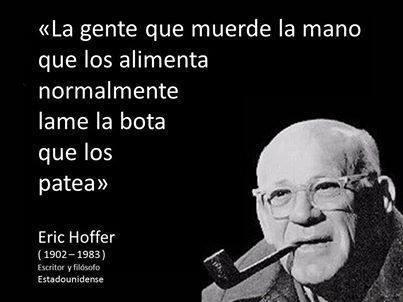 «La gente que muerde la mano
que los alimenta
normalmente
lame la bota
que los
patea»
Eric Hoffer
( 1902 – 1983 )
Escritor y filósofo
Estadounidense